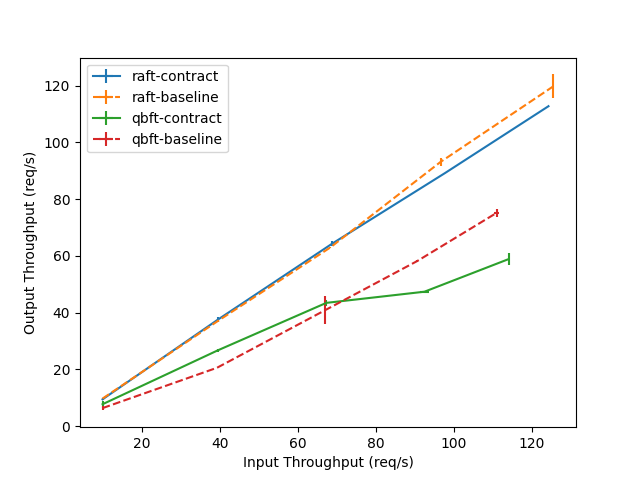 raft-contract
raft-baseline
qbft-contract
qbft-baseline
Output Throughput (req/s)
120
100
80
60
40
20
0
20 40 60 80 100 120
Input Throughput (req/s)